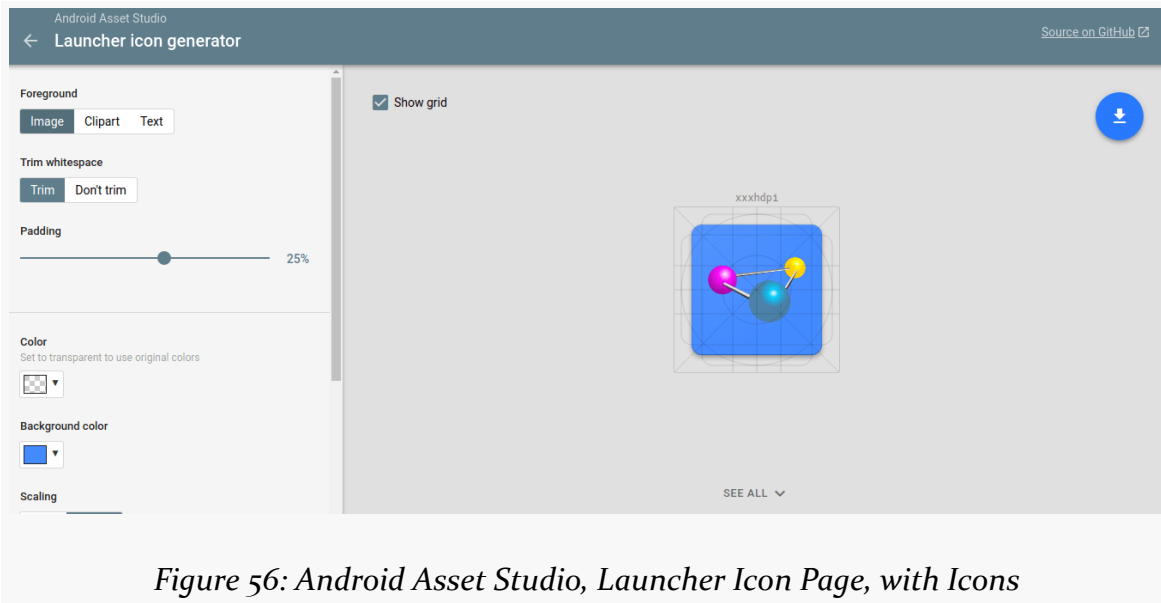 Android Asset Studio
Launcher icon generator
Source on GitHub
Foreground
Image Clipart Text
Trim whitespace
Trim Don't trim
Padding
25%
Color
Set to transparent to use original colors
Background color
Scaling
Show grid
xxxhdpi
SEE ALL
Figure 56: Android Asset Studio, Launcher Icon Page, with Icons